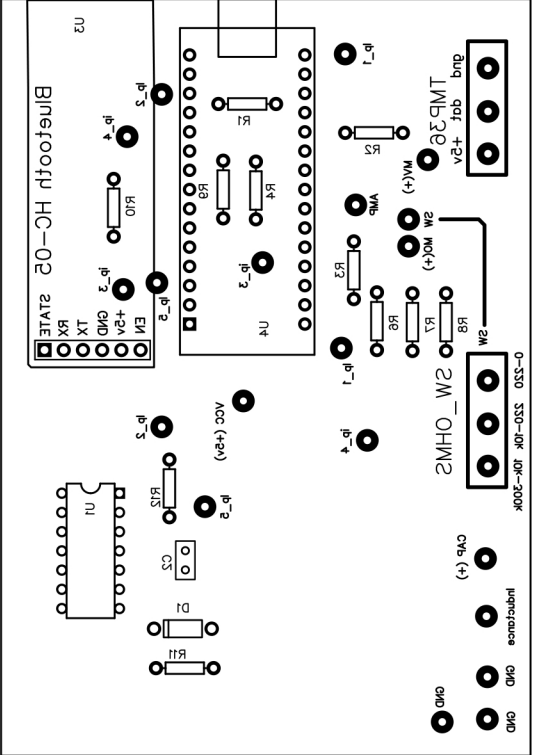 U3
Bluetooth HC-05
STATE
RX
TX
GND
+5v
EN
Ip_2
ip_4
R10
ip_3
Ip_5
R1
R9
R4
ip_3
U4
Ip_1
R2
TMP36
gnd
dat
+5v
MV(+)
AMP
SW
MO(+)
R3
R6
R7
R8
SW
Ip_1
SW_OHMS
0-220
220-10k
10k-300k
VCC (+5v)
ip_4
Ip_2
R12
Ip_5
U1
C2
D1
R11
CAP (+)
Inductance
GND
GND
GND